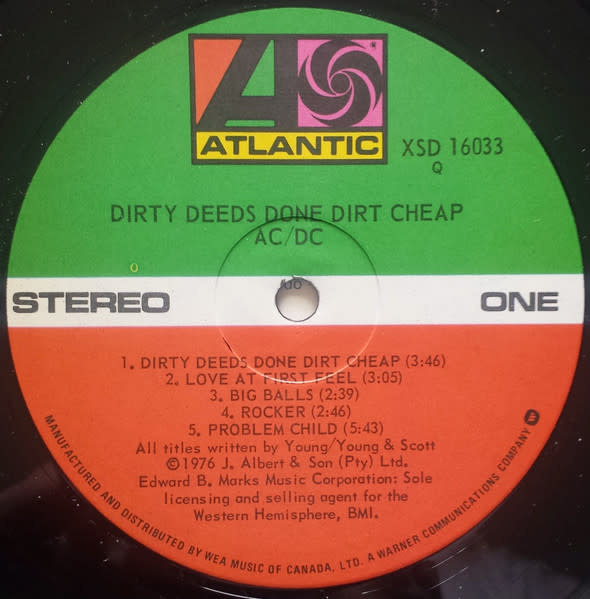 ATLANTIC
XSD 16033
Q
DIRTY DEEDS DONE DIRT CHEAP
AC/DC
STEREO
ONE
1. DIRTY DEEDS DONE DIRT CHEAP (3:46)
2. LOVE AT FIRST FEEL (3:05)
3. BIG BALLS (2:39)
4. ROCKER (2:46)
5. PROBLEM CHILD (5:43)
All titles written by Young/Young & Scott
©1976 J. Albert & Son (Pty) Ltd.
Edward B. Marks Music Corporation: Sole
licensing and selling agent for the
Western Hemisphere, BMI.
MANUFACTURED AND DISTRIBUTED BY WEA MUSIC OF CANADA, LTD. A WARNER COMMUNICATIONS COMPANY